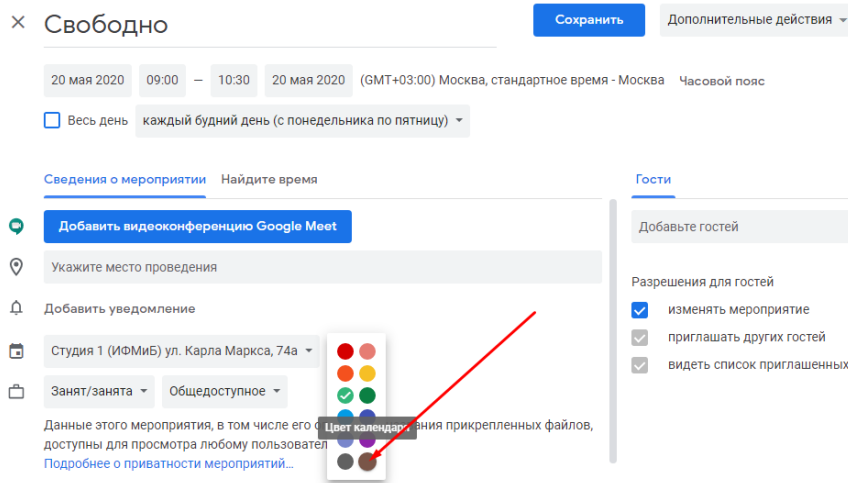 Свободно
Сохранить
Дополнительные действия
20 мая 2020 09:00 — 10:30 20 мая 2020 (GMT+03:00) Москва, стандартное время - Москва Часовой пояс
Весь день каждый будний день (с понедельника по пятницу)
Сведения о мероприятии Найдите время
Добавить видеоконференцию Google Meet
Укажите место проведения
Добавить уведомление
Студия 1 (ИФМиБ) ул. Карла Маркса, 74а
Занят/занята Общедоступное
Данные этого мероприятия, в том числе его
Цвет календаря
прикрепленных файлов,
доступны для просмотра любому
Подробнее о приватности мероприятий...
Гости
Добавьте гостей
Разрешения для гостей
изменять мероприятие
приглашать других гостей
видеть список приглашенных